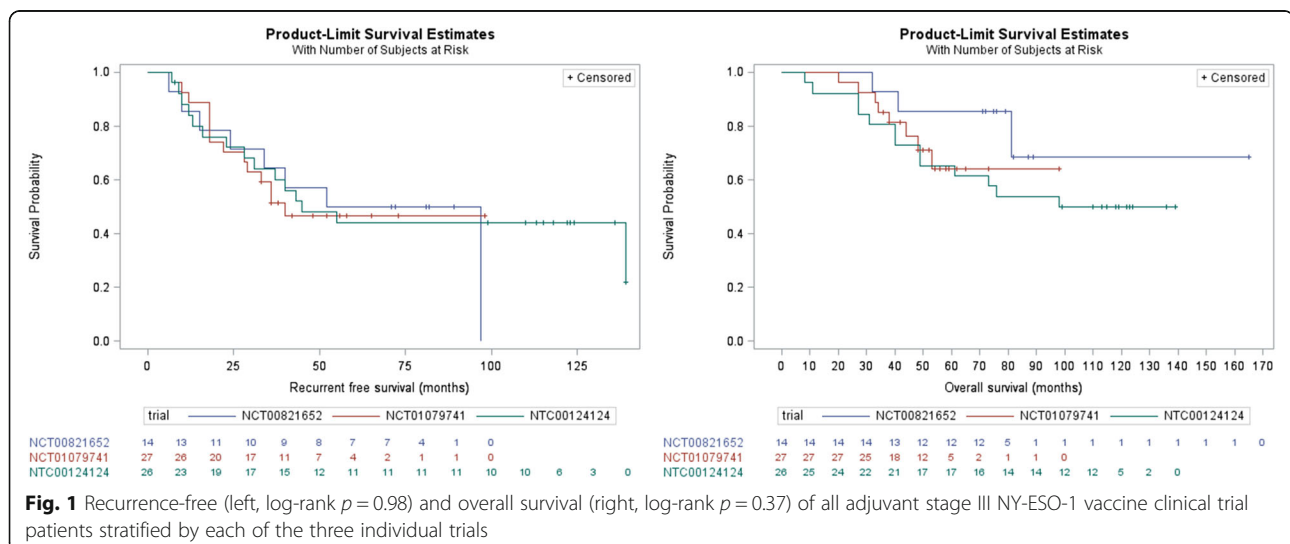 Product-Limit Survival Estimates
With Number of Subjects at Risk
+ Censored
1.0
0.8
0.6
0.4
0.2
0.0
Survival Probability
0 25 50 75 100 125
Recurrent free survival (months)
trial NCT00821652 NCT01079741 NTC00124124
NCT00821652 14 13 11 10 9 8 7 7 4 1 0
NCT01079741 27 26 20 17 11 7 4 2 1 1 0
NTC00124124 26 23 19 17 15 12 11 11 11 11 10 10 6 3 0
Product-Limit Survival Estimates
With Number of Subjects at Risk
+ Censored
1.0
0.8
0.6
0.4
0.2
0.0
Survival Probability
0 10 20 30 40 50 60 70 80 90 100 110 120 130 140 150 160 170
Overall survival (months)
trial NCT00821652 NCT01079741 NTC00124124
NCT00821652 14 14 14 14 13 12 12 12 5 1 1 1 1 1 1 1 1 0
NCT01079741 27 27 27 25 18 12 5 2 1 1 0
NTC00124124 26 25 24 22 21 17 17 16 14 14 12 12 5 2 0
Fig. 1 Recurrence-free (left, log-rank p = 0.98) and overall survival (right, log-rank p = 0.37) of all adjuvant stage III NY-ESO-1 vaccine clinical trial
patients stratified by each of the three individual trials